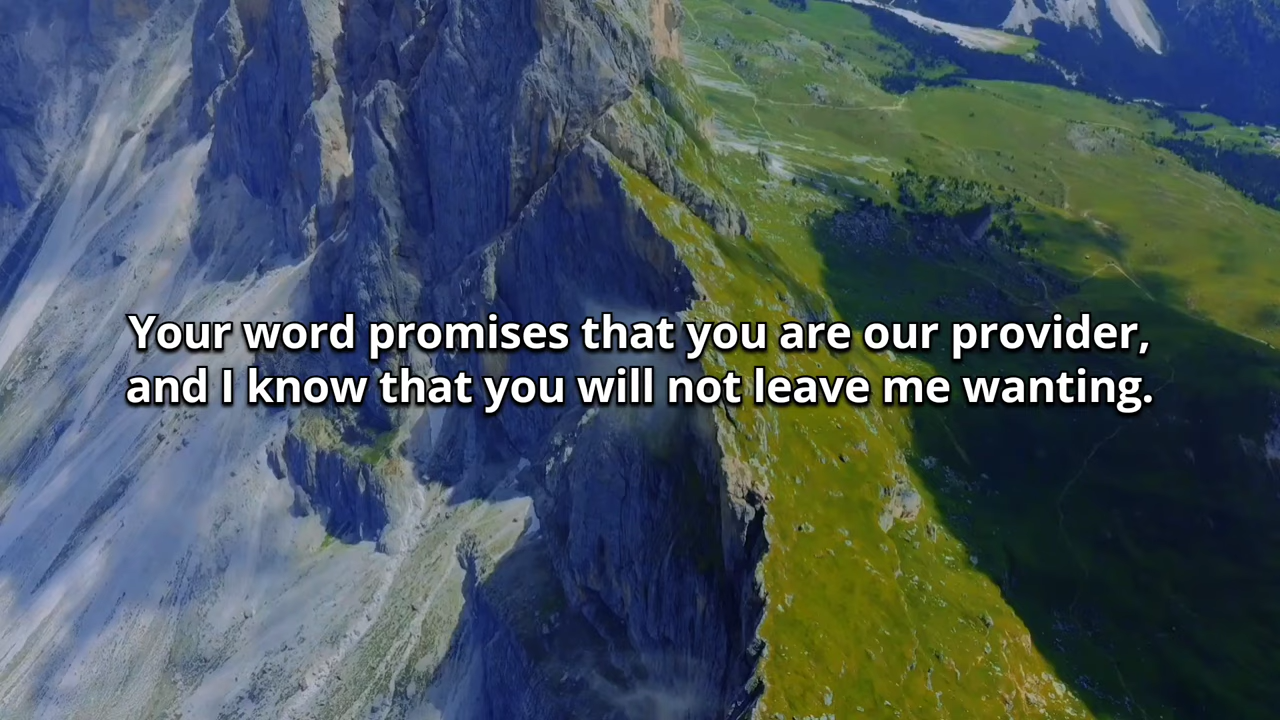 Your word promises that you are our provider,
and I know that you will not leave me wanting.